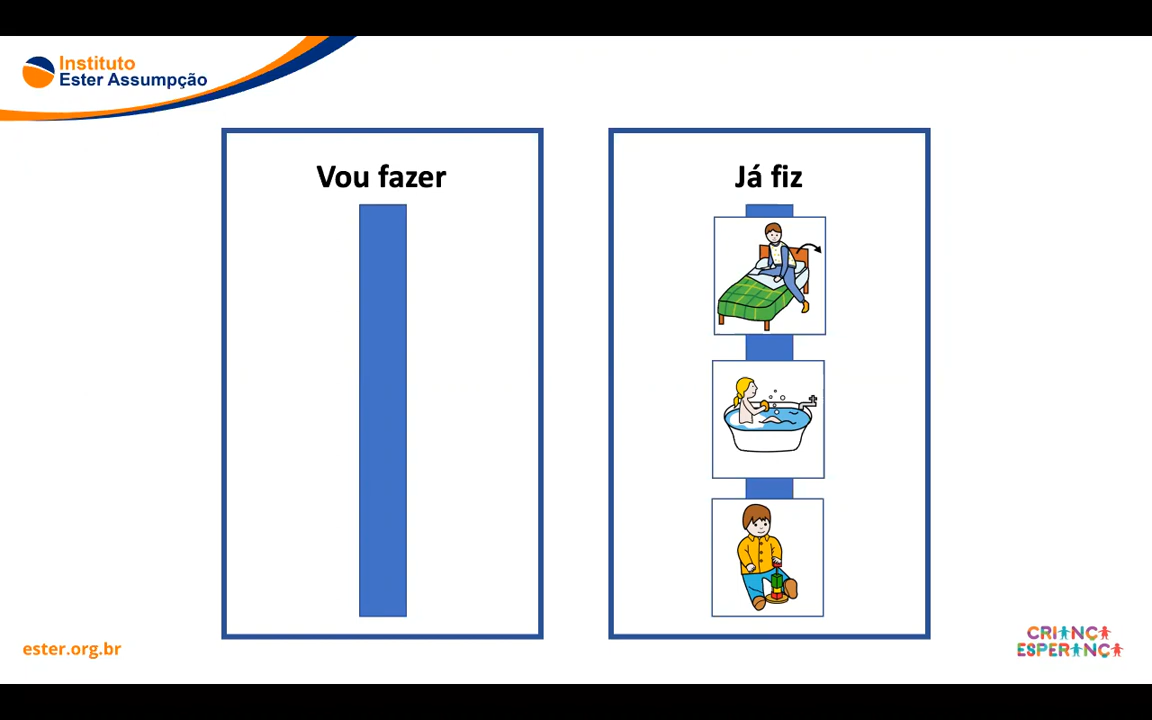 Instituto
Ester Assumpção
Vou fazer
Já fiz
ester.org.br
CRIANÇA
ESPERANÇA